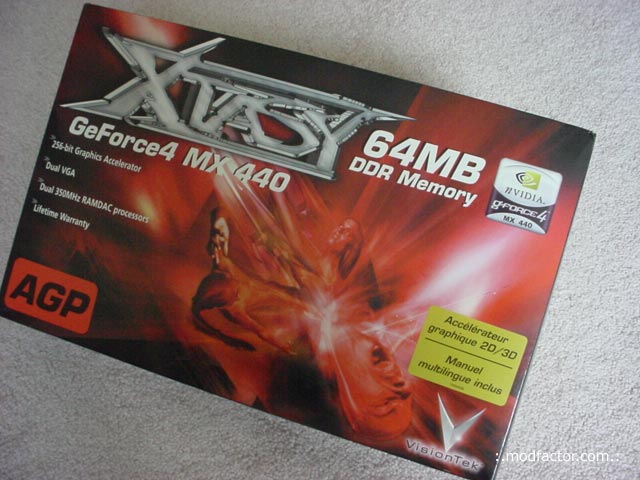 XTASY
GeForce4 MX 440
64MB
DDR Memory
256-bit Graphics Accelerator
Dual VGA
Dual 350MHz RAMDAC processors
Lifetime Warranty
NVIDIA.
GeFORCE4
MX 440
AGP
Accélérateur
graphique 2D/3D
Manuel
multilingue inclus
VisionTek
:.modfactor.com.: